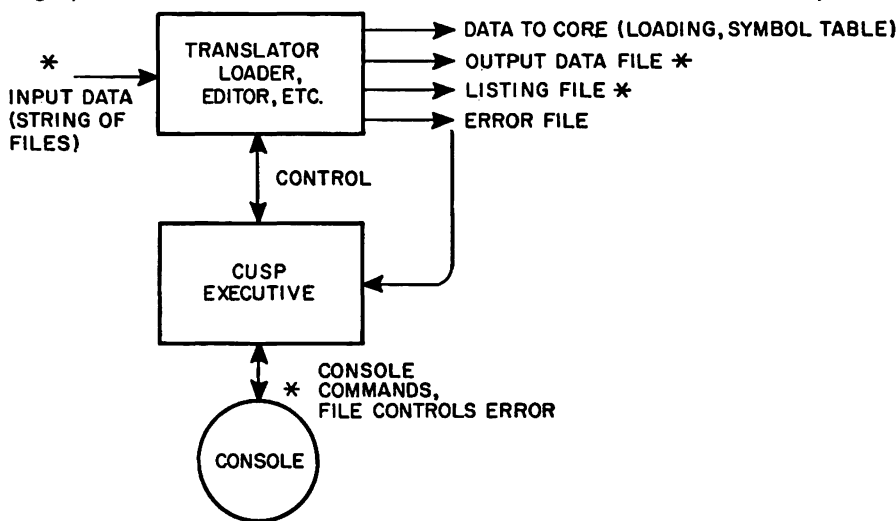 TRANSLATOR
LOADER,
EDITOR, ETC.
*
INPUT DATA
(STRING OF
FILES)
DATA TO CORE (LOADING, SYMBOL TABLE)
OUTPUT DATA FILE *
LISTING FILE *
ERROR FILE
CONTROL
CUSP
EXECUTIVE
* CONSOLE
COMMANDS,
FILE CONTROLS ERROR
CONSOLE